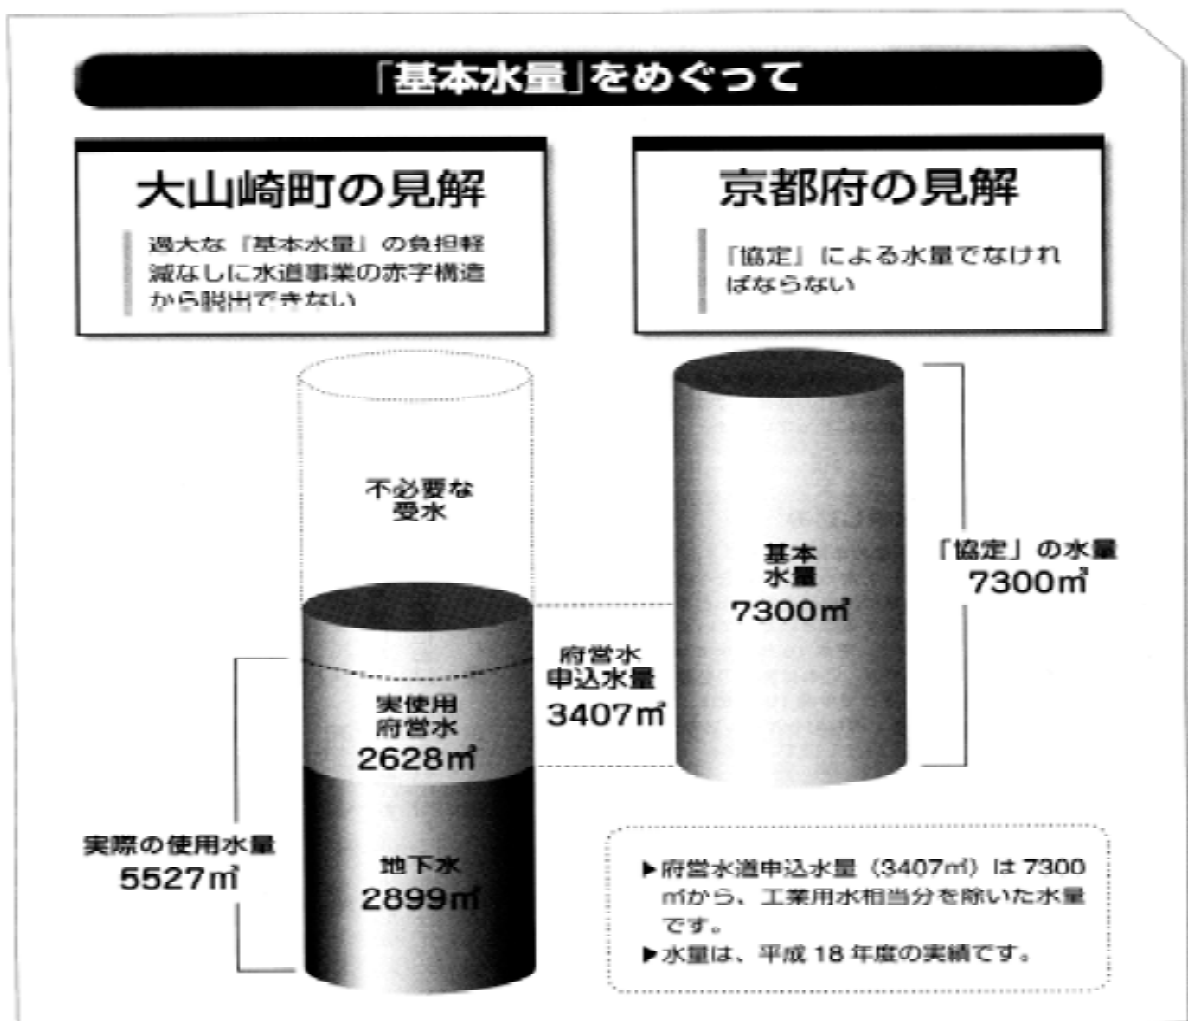 「基本水量」をめぐって
大山崎町の見解
過大な「基本水量」の負担軽
減なしに水道事業の赤字構造
から脱出できない
京都府の見解
「協定」による水量でなけれ
ばならない
不必要な
受水
基本
水量
7300㎥
「協定」の水量
7300㎥
府営水
申込水量
3407㎥
実使用
府営水
2628㎥
実際の使用水量
5527㎥
地下水
2899㎥
▶府営水道申込水量(3407㎥)は7300
㎥から、工業用水相当分を除いた水量
です。
▶水量は、平成18年度の実績です。